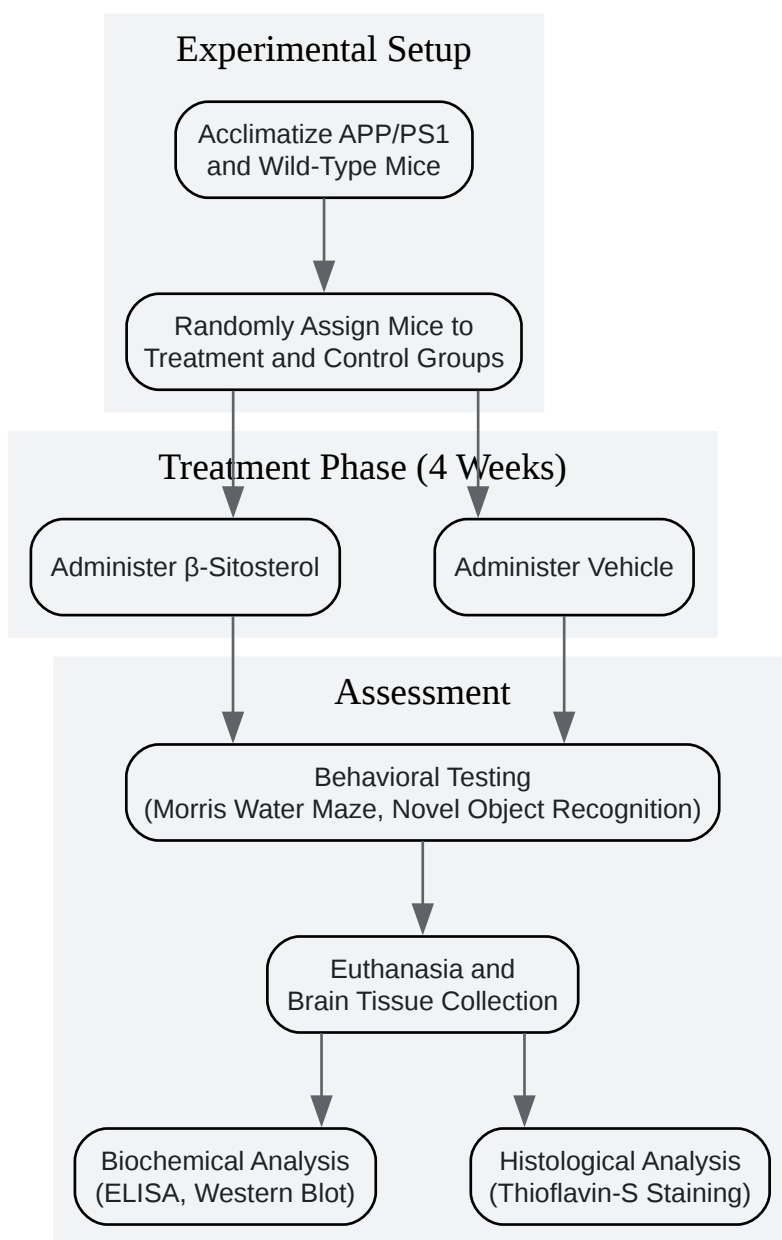 Experimental Setup
Acclimatize APP/PS1
and Wild-Type Mice
Randomly Assign Mice to
Treatment and Control Groups
Treatment Phase (4 Weeks)
Administer β-Sitosterol
Administer Vehicle
Assessment
Behavioral Testing
(Morris Water Maze, Novel Object Recognition)
Euthanasia and
Brain Tissue Collection
Biochemical Analysis
(ELISA, Western Blot)
Histological Analysis
(Thioflavin-S Staining)